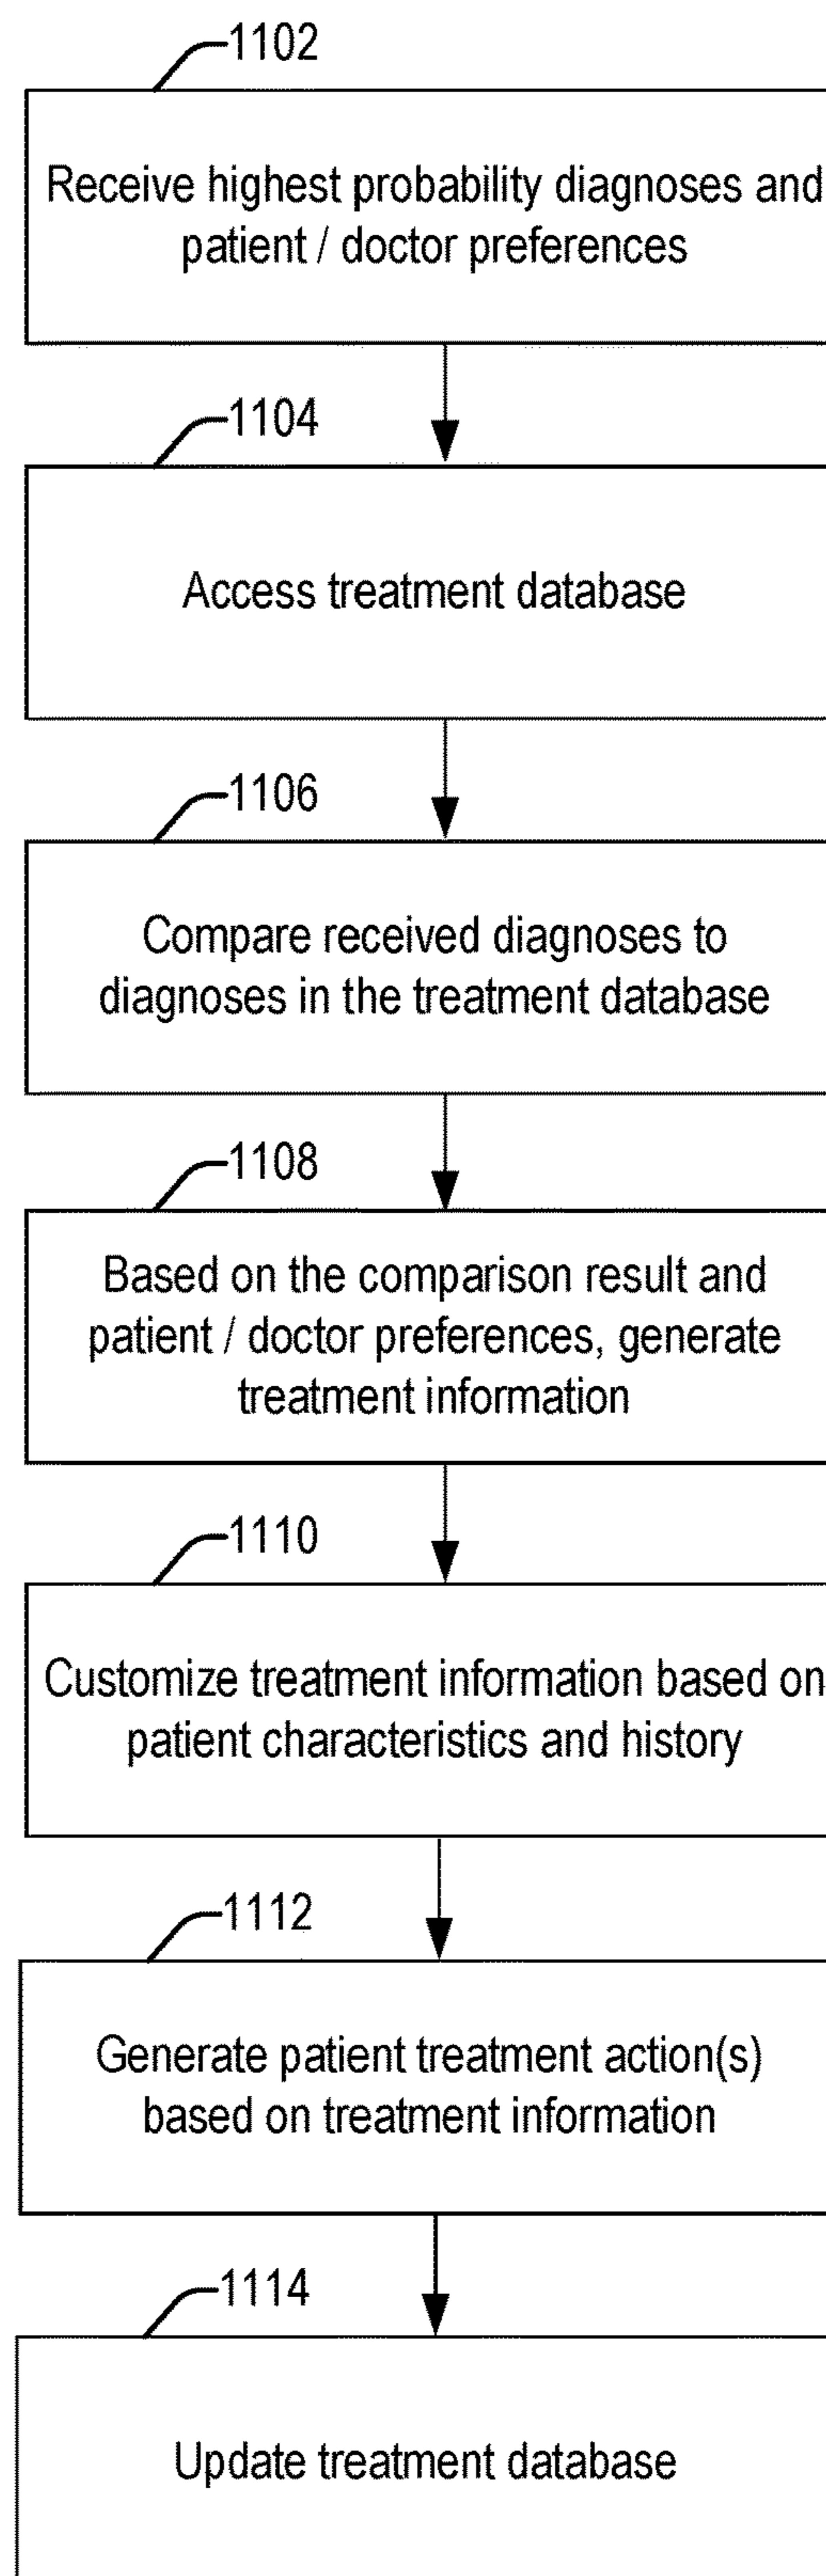 1102
Receive highest probability diagnoses and
patient / doctor preferences
1104
Access treatment database
1106
Compare received diagnoses to
diagnoses in the treatment database
1108
Based on the comparison result and
patient / doctor preferences, generate
treatment information
1110
Customize treatment information based on
patient characteristics and history
1112
Generate patient treatment action(s)
based on treatment information
1114
Update treatment database